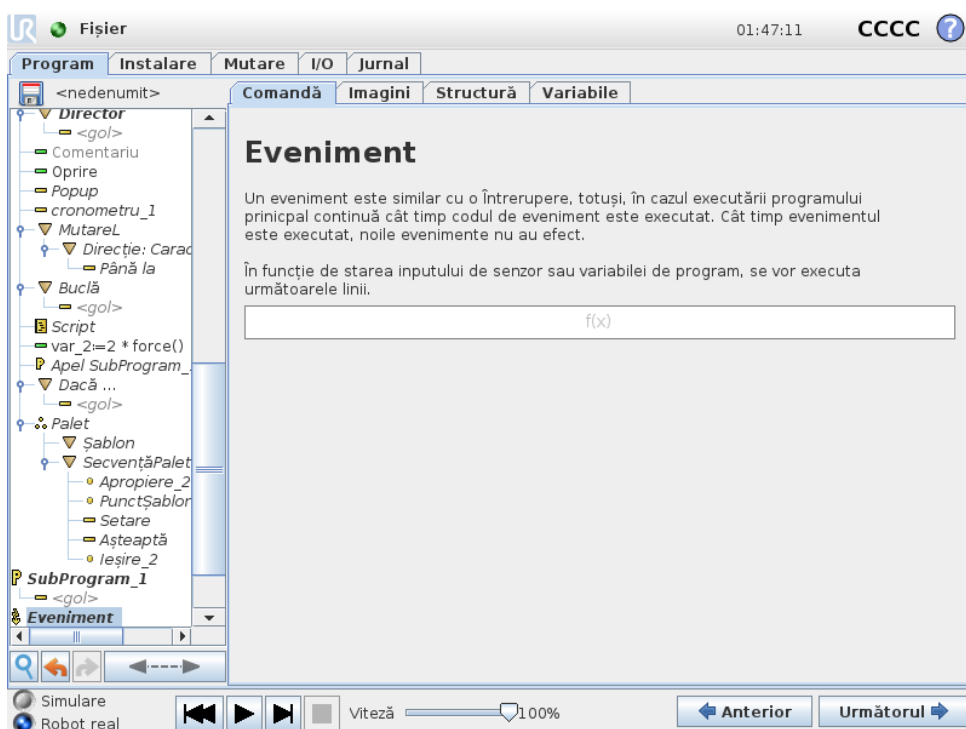 UR Fișier 01:47:11 CCCC ?
Program Instalare Mutare I/O Jurnal
<nedenumit>
Comandă Imagini Structură Variabile
Director
<gol>
Comentariu
Oprire
Popup
cronometru_1
MutareL
Direcție: Carac
Până la
Buclă
<gol>
Script
var_2:=2 * force()
Apel SubProgram_
Dacă ...
<gol>
Palet
Șablon
SecvențăPalet
Apropiere_2
PunctȘablon
Setare
Așteaptă
Ieșire_2
SubProgram_1
<gol>
Eveniment
Eveniment
Un eveniment este similar cu o Întrerupere, totuși, în cazul executării programului
prinicpal continuă cât timp codul de eveniment este executat. Cât timp evenimentul
este executat, noile evenimente nu au efect.
În funcție de starea inputului de senzor sau variabilei de program, se vor executa
următoarele linii.
f(x)
Simulare
Robot real
Viteză 100%
Anterior Următorul